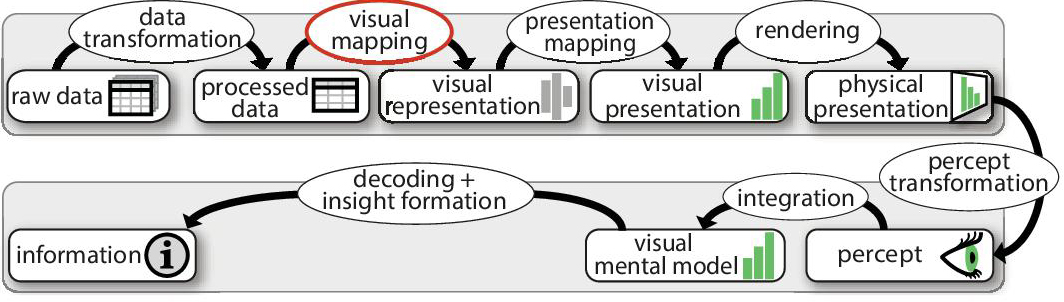 data
transformation
visual
mapping
presentation
mapping
rendering
raw data
processed
data
visual
representation
visual
presentation
physical
presentation
percept
transformation
decoding +
insight formation
integration
information
i
visual
mental model
percept